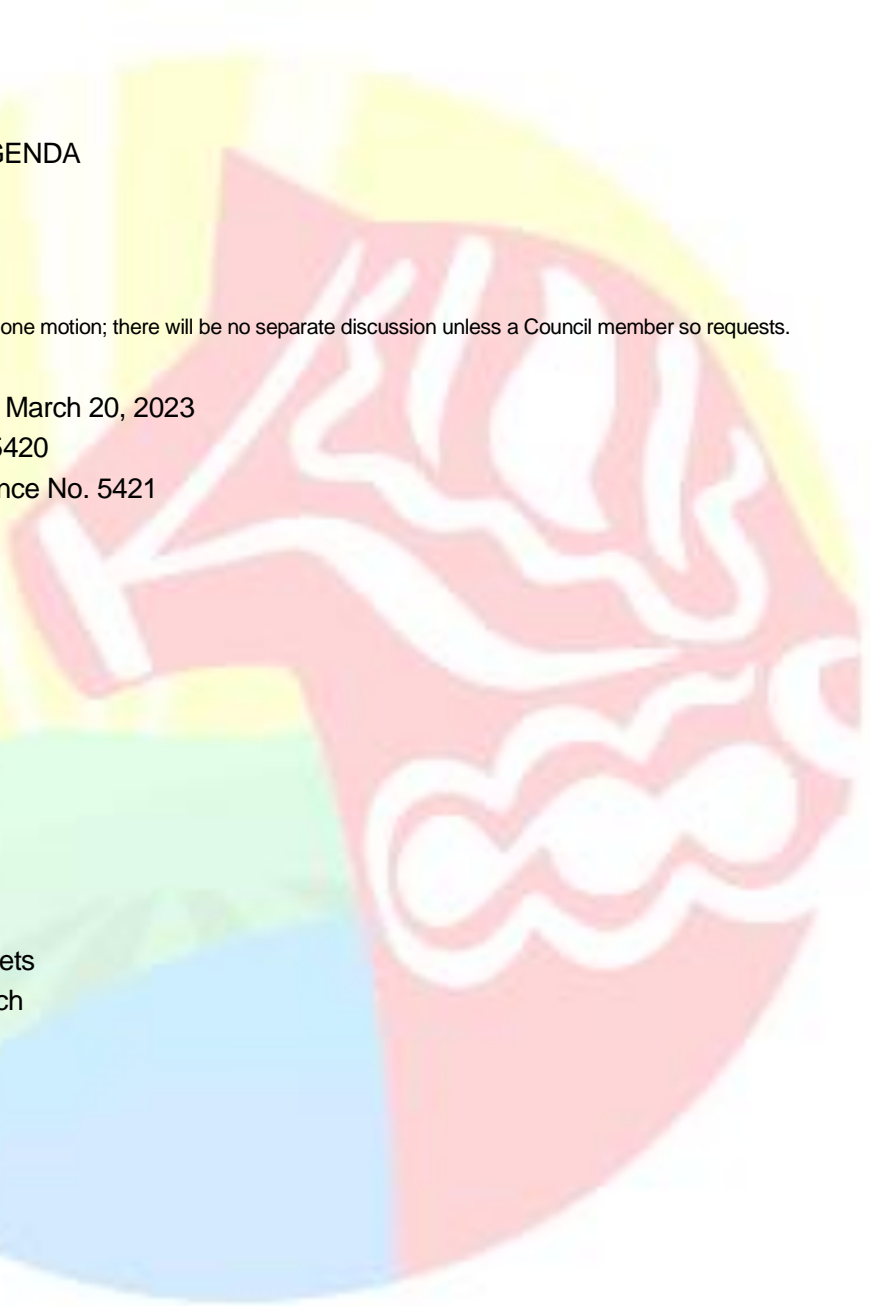 GENDA
one motion; there will be no separate discussion unless a Council member so requests.
March 20, 2023
5420
nce No. 5421
ets
ch